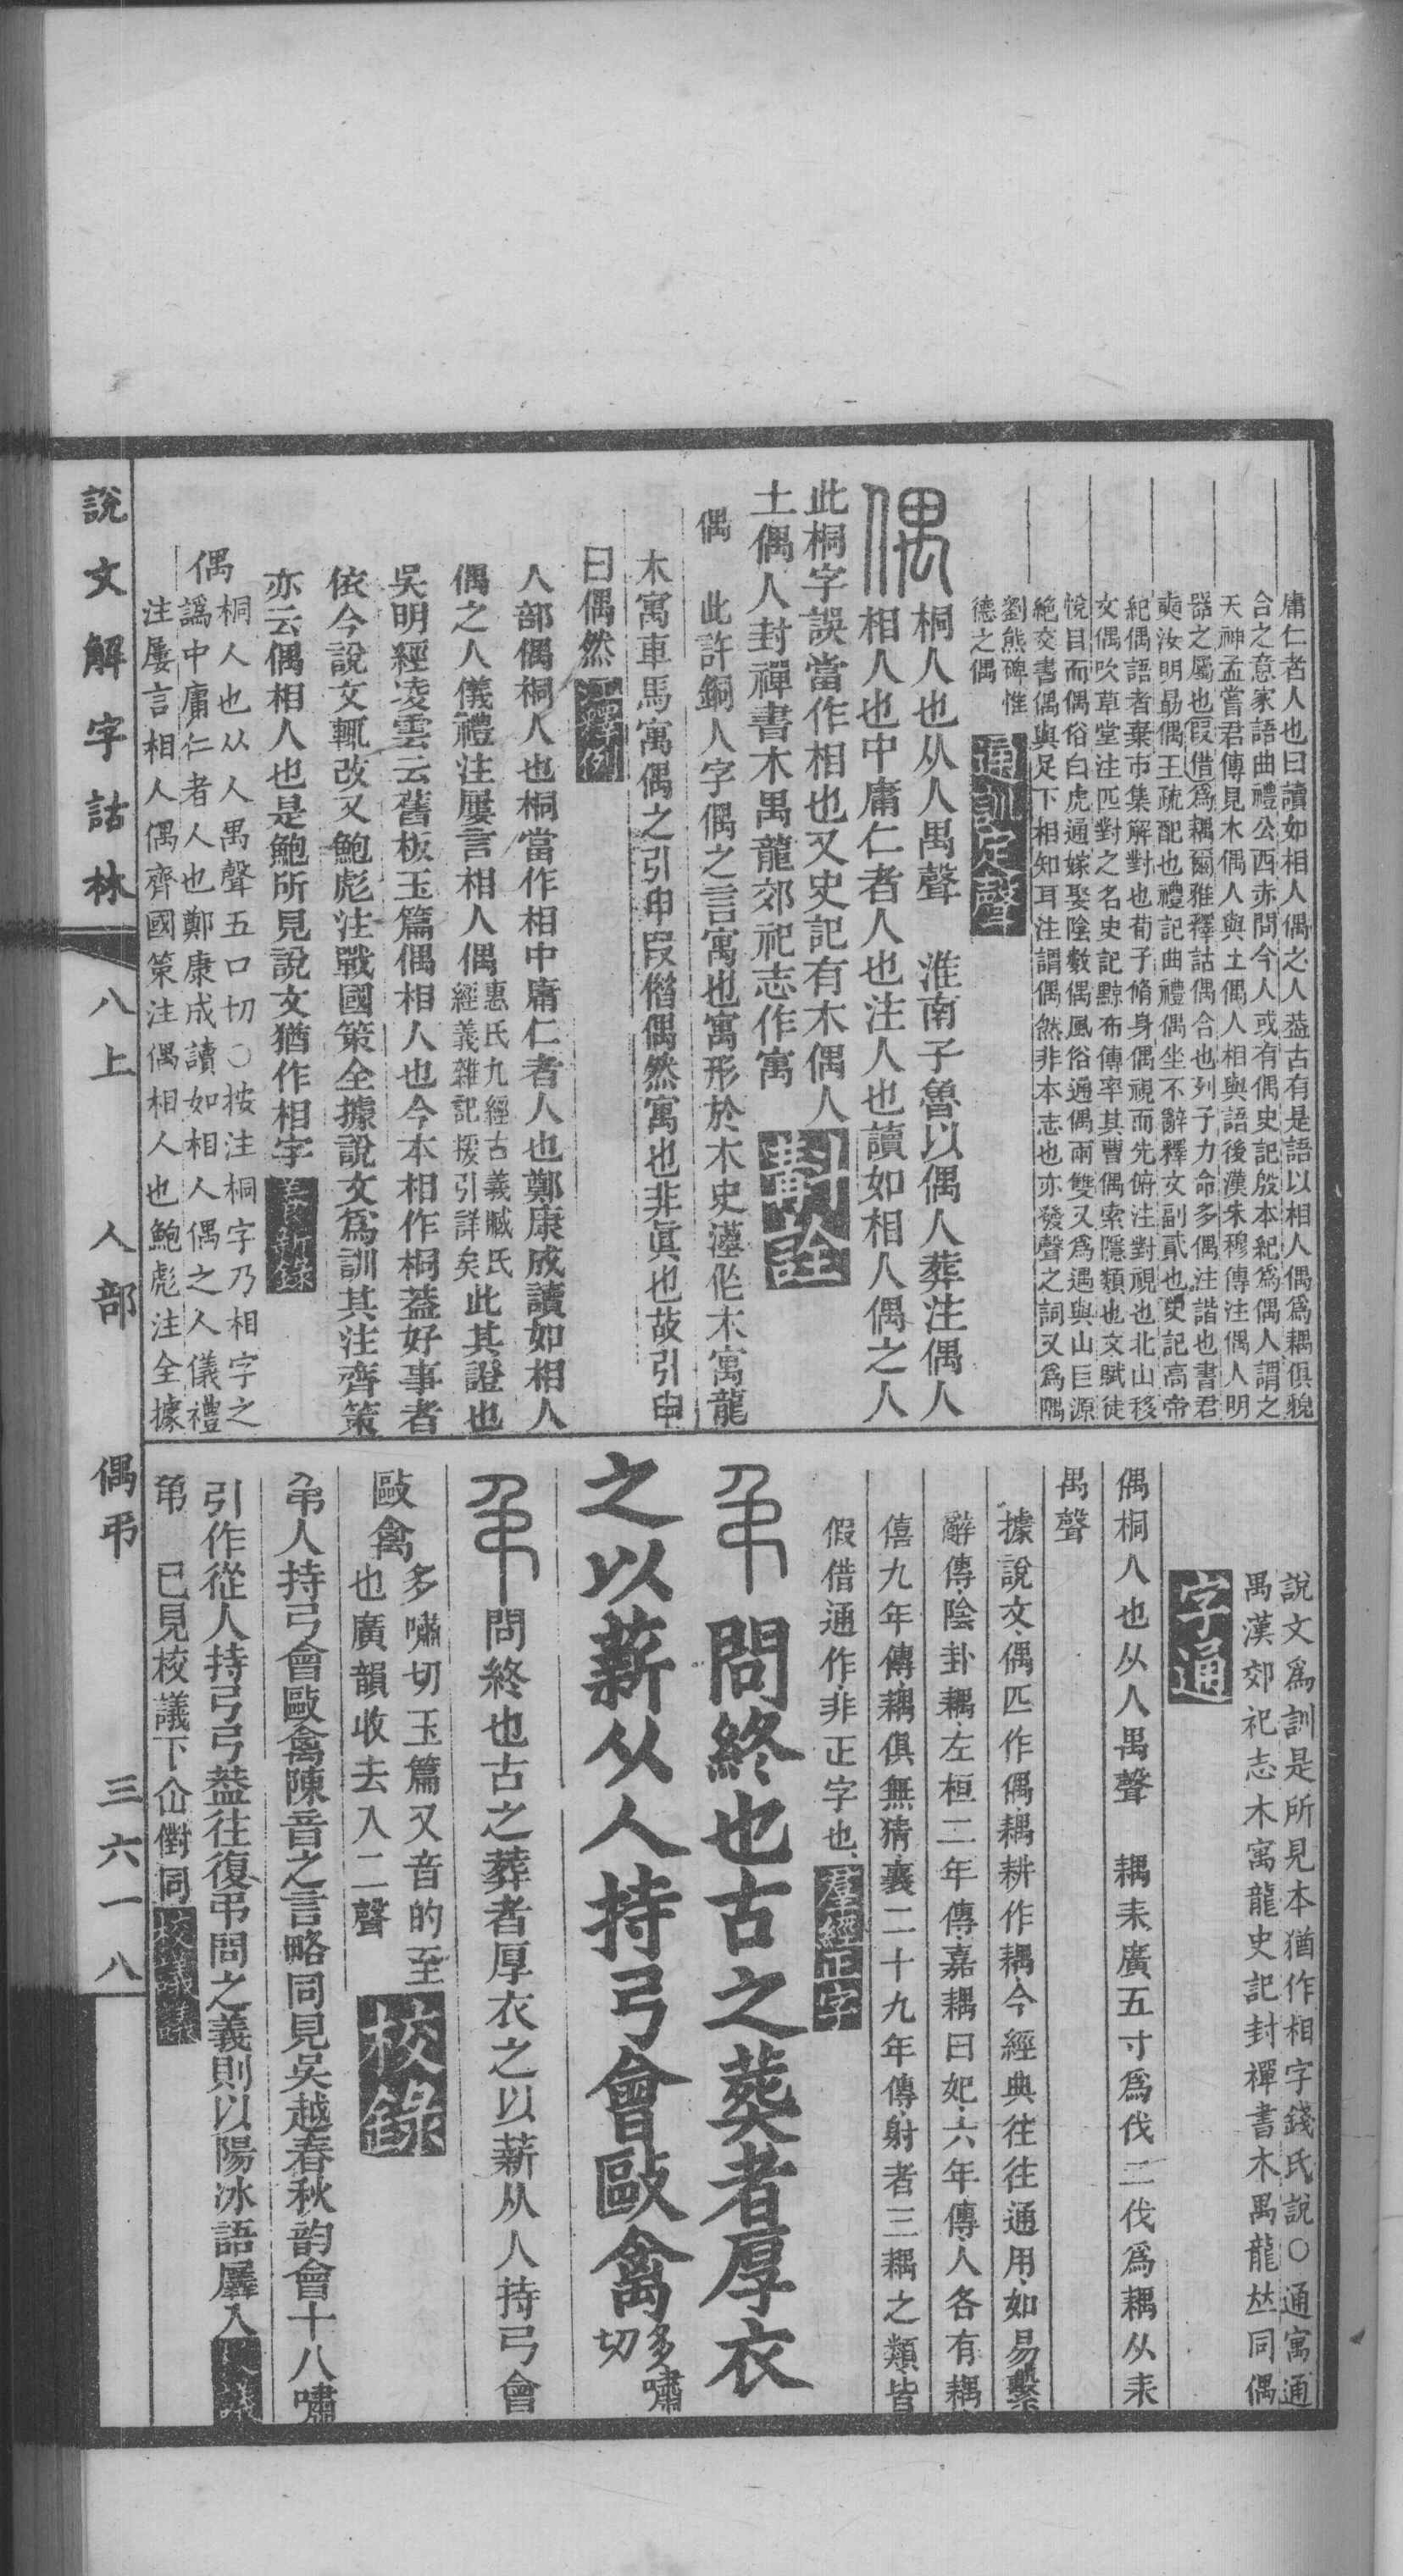 庸仁者人也曰讀如相人偶之人葢古有是語以相人偶爲耦俱貌
合之意家語曲禮公西赤問今人或有偶史記殷本紀爲偶人謂之
天神孟嘗君傳見木偶人與土偶人相與語後漢朱穆傳注偶人明
器之屬也叚借爲耦爾雅釋詁偶合也列子力命多偶注諧也書君
奭汝明勗偶王疏配也禮記曲禮偶坐不辭釋文副貳也史記高帝
紀偶語者棄市集解對也荀子脩身偶視而先俯注對視也北山移
文偶吹草堂注匹對之名史記黥布傳率其曹偶索隱類也文賦徒
悅目而偶俗白虎通嫁娶陰數偶風俗通偶兩雙又爲遇與山巨源
絶交書偶與足下相知耳注謂偶然非本志也亦發聲之詞又爲隅
劉熊碑惟
德之偶
通訓定聲
偶
桐人也从人禺聲　淮南子魯以偶人葬注偶人
相人也中庸仁者人也注人也讀如相人偶之人
此桐字誤當作相也又史記有木偶人
土偶人封禪書木禺龍郊祀志作寓
斠詮
偶　此許銅人字偶之言寓也寓形於木史漢作木寓龍
木寓車馬寓偶之引申叚借偶然寓也非眞也故引申
曰偶然
釋例
人部偶桐人也桐當作相中庸仁者人也鄭康成讀如相人
偶之人儀禮注屢言相人偶惠氏九經古義臧氏經義雜記援引詳矣此其證也
吳明經凌雲云舊板玉篇偶相人也今本相作桐葢好事者
依今說文輒改又鮑彪注戰國策全據說文爲訓其注齊策
亦云偶相人也是鮑所見說文猶作相字
偶
桐人也从人禺聲五口切○按注桐字乃相字之
譌中庸仁者人也鄭康成讀如相人偶之人儀禮
注屢言相人偶齊國策注偶相人也鮑彪注全據
說文爲訓是所見本猶作相字錢氏說○通寓通
禺漢郊祀志木寓龍史記封禪書木禺龍𠀤同偶
字通
偶桐人也从人禺聲　耦耒廣五寸爲伐二伐爲耦从耒
禺聲
據說文偶匹作偶耦耕作耦今經典往往通用如易繫
辭傳陰卦耦左桓二年傳嘉耦曰妃六年傳人各有耦
僖九年傳耦俱無猜襄二十九年傳射者三耦之類皆
假借通作非正字也
羣經正字
弔　問終也古之葬者厚衣
之以薪从人持弓會敺禽多嘯切
弔　問終也古之葬者厚衣之以薪从人持弓會
敺禽多嘯切玉篇又音的至也廣韻收去入二聲
校錄
弔人持弓會敺禽陳音之言略同見吳越春秋韵會十八嘯
引作從人持弓弓葢往復弔問之義則以陽冰語羼入
弟　已見校議下仚儧同
說文解字詁林　八上　人部　偶弔　三六一八